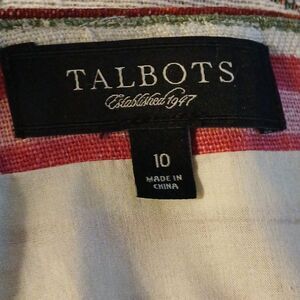 TALBOTS
Established 1947
10
MADE IN
CHINA